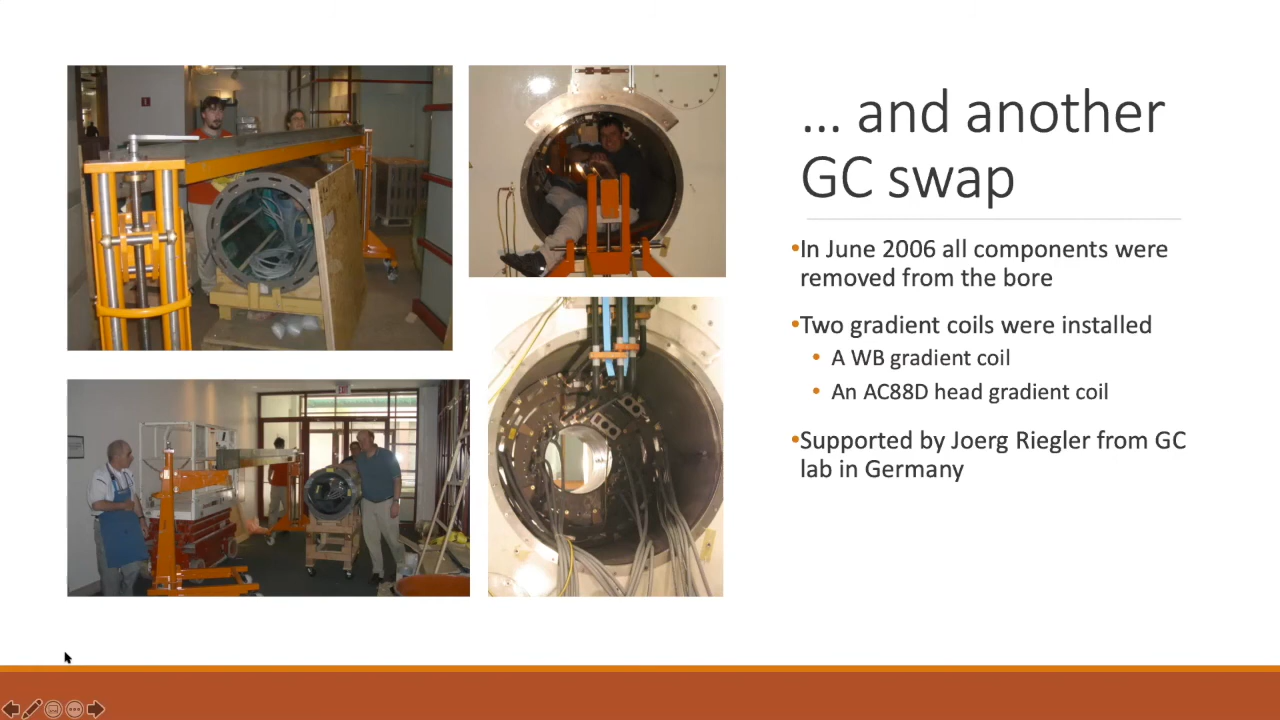 ... and another
GC swap
•In June 2006 all components were
removed from the bore
•Two gradient coils were installed
• A WB gradient coil
• An AC88D head gradient coil
•Supported by Joerg Riegler from GC
lab in Germany